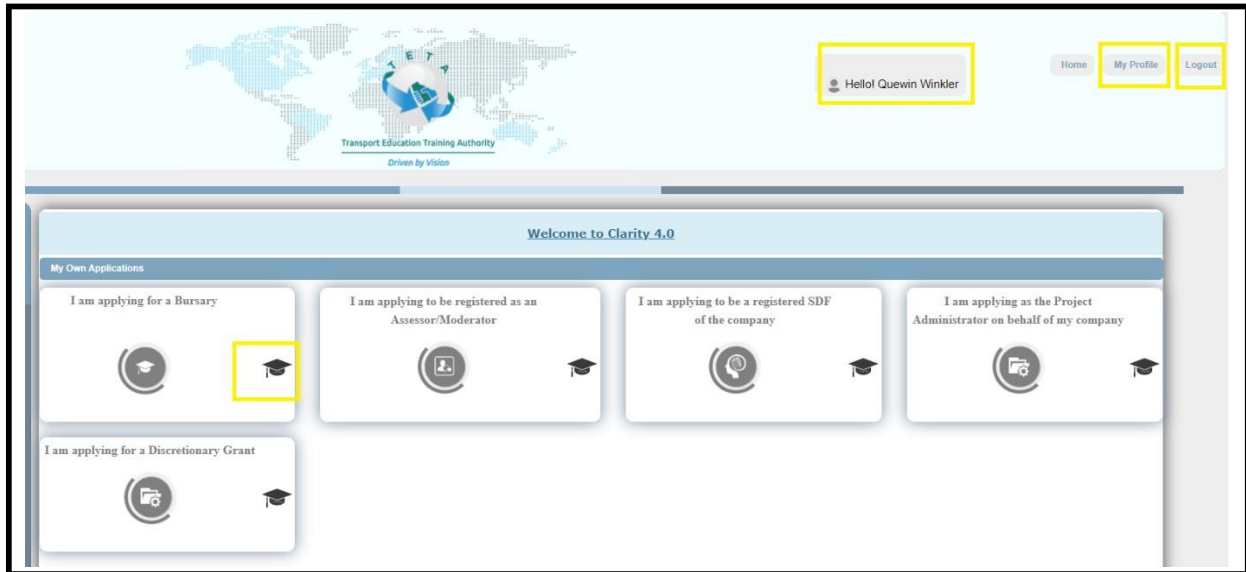 T E T A
Transport Education Training Authority
Driven by Vision
Hello! Quewin Winkler
Home
My Profile
Logout
Welcome to Clarity 4.0
My Own Applications
I am applying for a Bursary
I am applying to be registered as an
Assessor/Moderator
I am applying to be a registered SDF
of the company
I am applying as the Project
Administrator on behalf of my company
I am applying for a Discretionary Grant